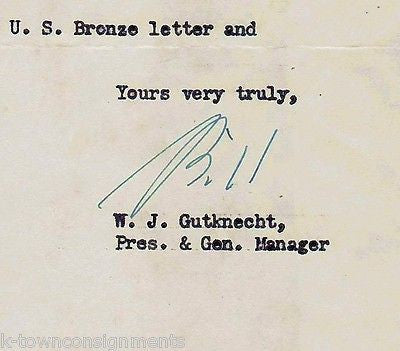 U. S. Bronze letter and
Yours very truly,
Bill
W. J. Gutknecht,
Pres. & Gen. Manager
k-townconsignments